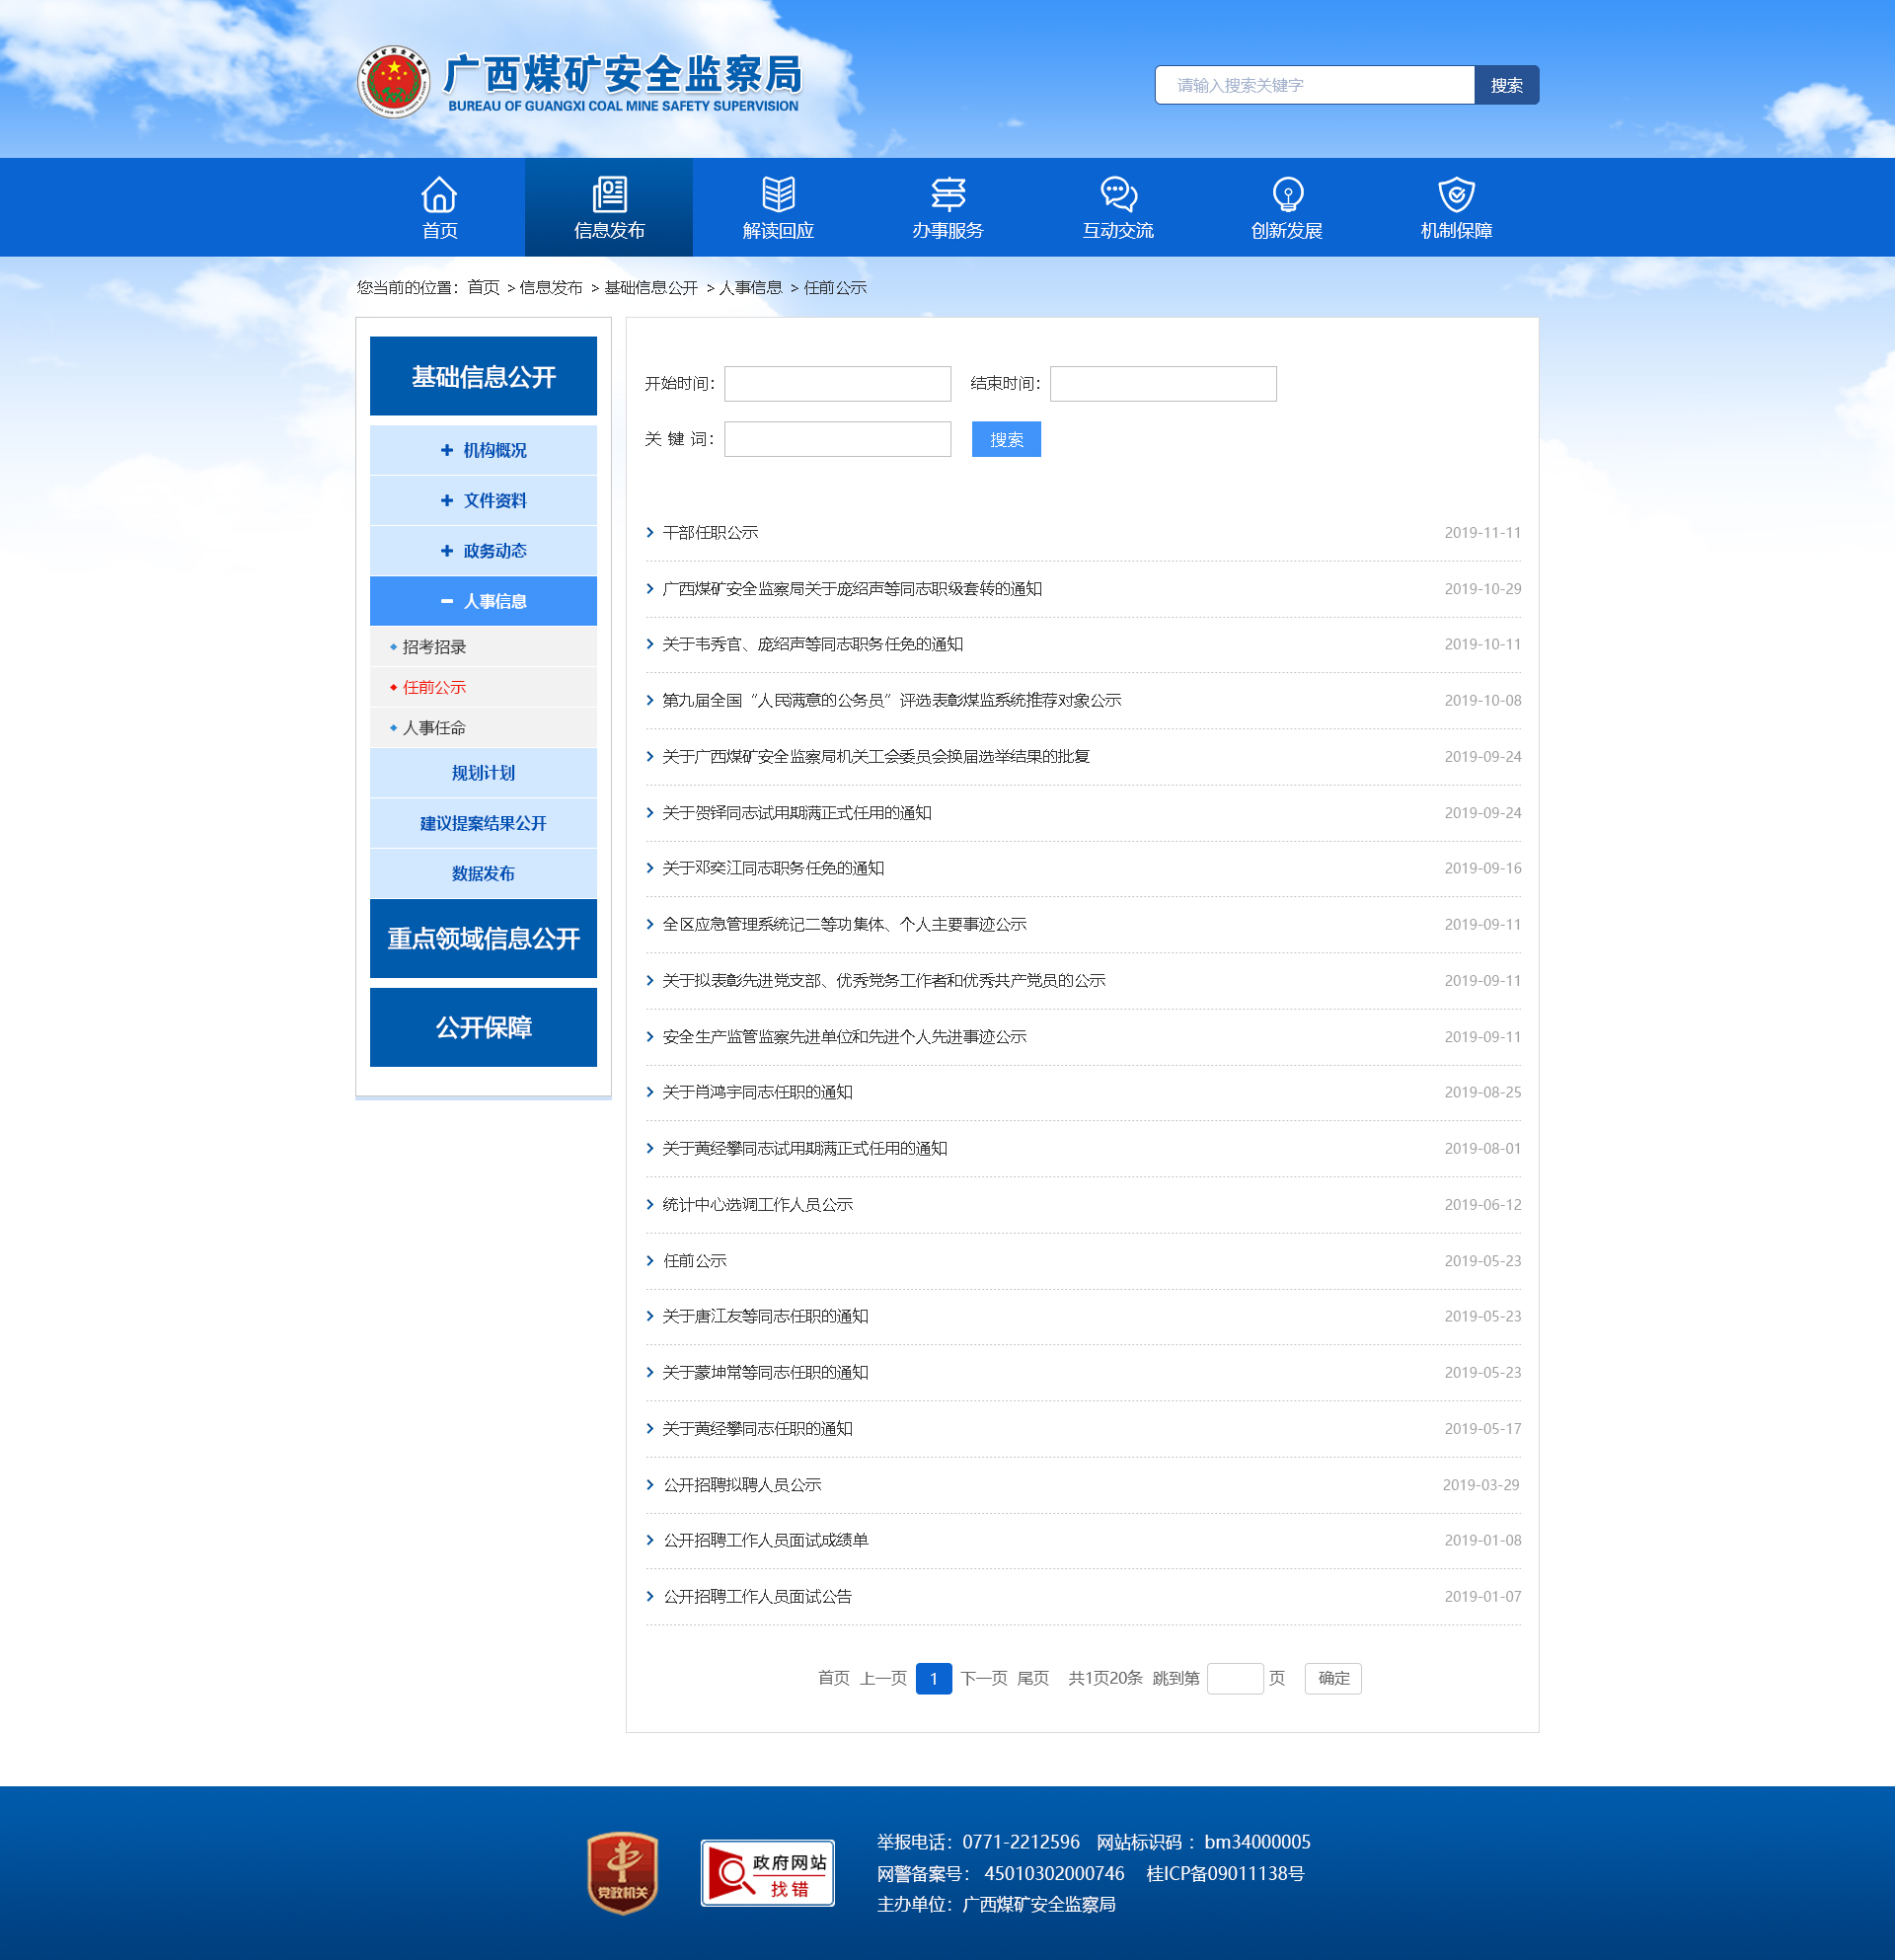 广西煤矿安全监察局
BUREAU OF GUANGXI COAL MINE SAFETY SUPERVISION
请输入搜索关键字 搜索
首页 信息发布 解读回应 办事服务 互动交流 创新发展 机制保障
您当前的位置：首页 > 信息发布 > 基础信息公开 > 人事信息 > 任前公示
基础信息公开
机构概况
文件资料
政务动态
人事信息
招考招录
任前公示
人事任命
规划计划
建议提案结果公开
数据发布
重点领域信息公开
公开保障
开始时间： 结束时间：
关 键 词： 搜索
干部任职公示 2019-11-11
广西煤矿安全监察局关于庞绍声等同志职级套转的通知 2019-10-29
关于韦秀官、庞绍声等同志职务任免的通知 2019-10-11
第九届全国“人民满意的公务员”评选表彰煤监系统推荐对象公示 2019-10-08
关于广西煤矿安全监察局机关工会委员会换届选举结果的批复 2019-09-24
关于贺铎同志试用期满正式任用的通知 2019-09-24
关于邓奕江同志职务任免的通知 2019-09-16
全区应急管理系统记二等功集体、个人主要事迹公示 2019-09-11
关于拟表彰先进党支部、优秀党务工作者和优秀共产党员的公示 2019-09-11
安全生产监管监察先进单位和先进个人先进事迹公示 2019-09-11
关于肖鸿宇同志任职的通知 2019-08-25
关于黄经攀同志试用期满正式任用的通知 2019-08-01
统计中心选调工作人员公示 2019-06-12
任前公示 2019-05-23
关于唐江友等同志任职的通知 2019-05-23
关于蒙坤常等同志任职的通知 2019-05-23
关于黄经攀同志任职的通知 2019-05-17
公开招聘拟聘人员公示 2019-03-29
公开招聘工作人员面试成绩单 2019-01-08
公开招聘工作人员面试公告 2019-01-07
首页 上一页 1 下一页 尾页 共1页20条 跳到第 页 确定
党政机关
政府网站
找错
举报电话：0771-2212596 网站标识码 ：bm34000005
网警备案号： 45010302000746 桂ICP备09011138号
主办单位：广西煤矿安全监察局